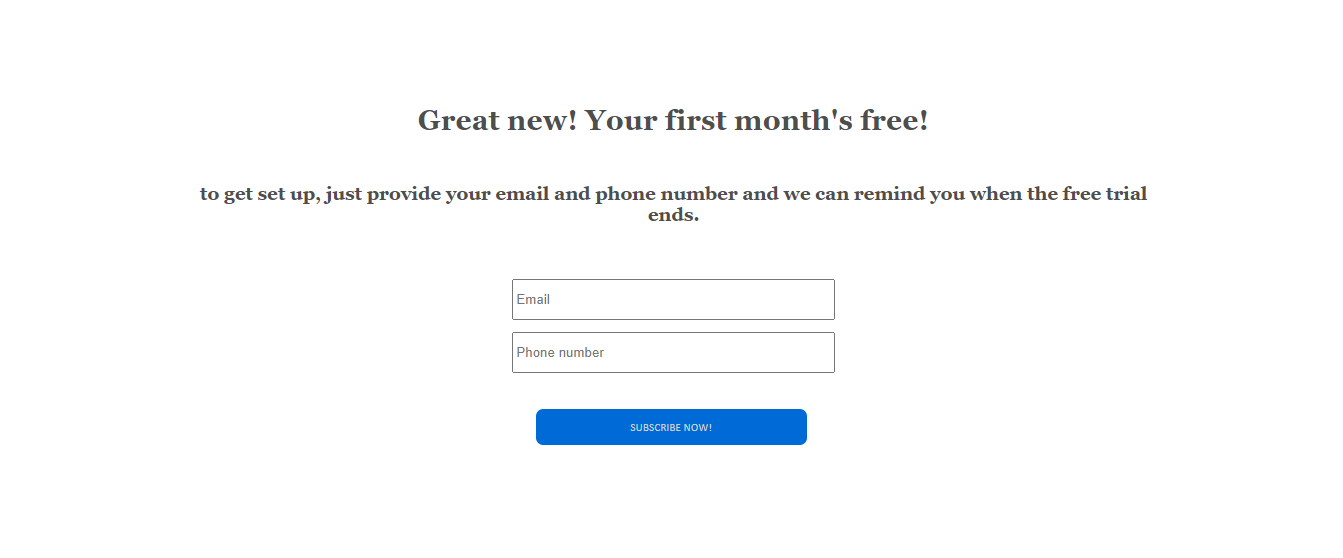 Great new! Your first month's free!
to get set up, just provide your email and phone number and we can remind you when the free trial
ends.
Email
Phone number
SUBSCRIBE NOW!